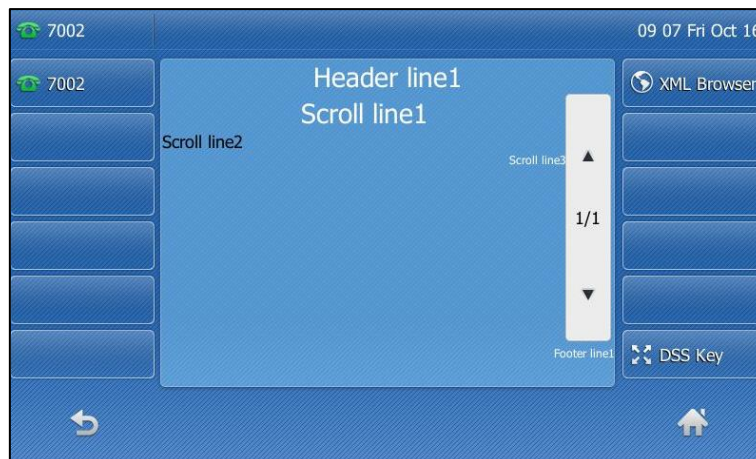 7002
09 07 Fri Oct 16
7002
XML Browser
Header line1
Scroll line1
Scroll line2
Scroll line3
1/1
Footer line1
DSS Key